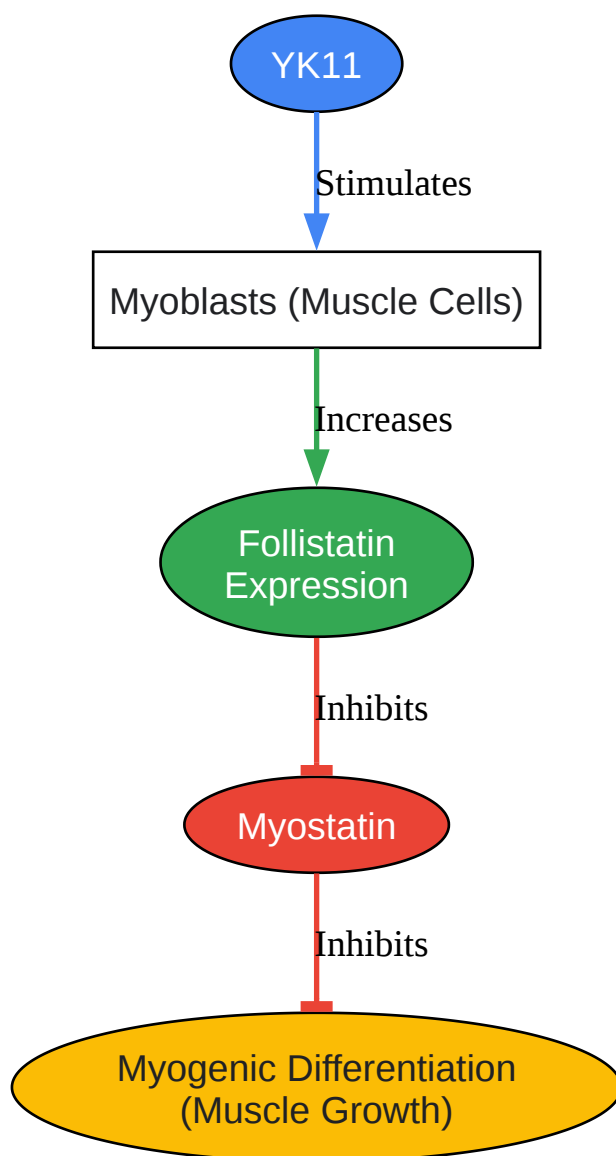 YK11
Stimulates
Myoblasts (Muscle Cells)
Increases
Follistatin
Expression
Inhibits
Myostatin
Inhibits
Myogenic Differentiation
(Muscle Growth)